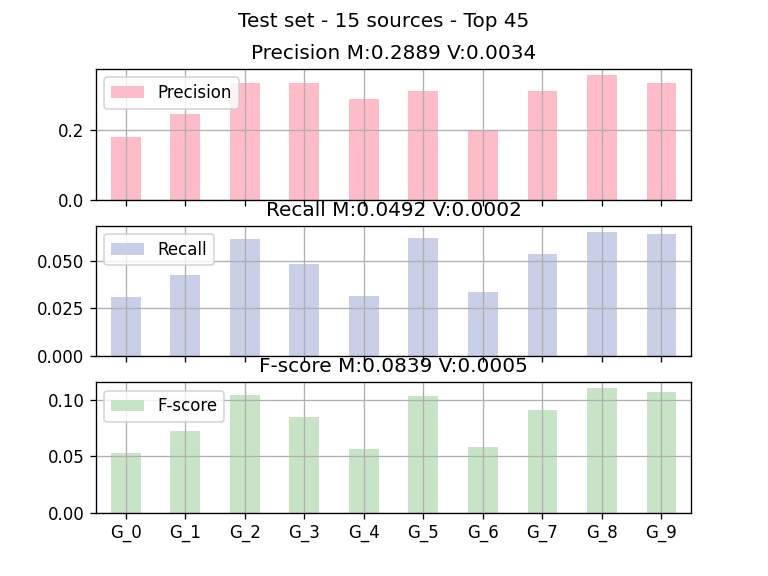 Test set - 15 sources - Top 45
Precision M:0.2889 V:0.0034
Precision
0.2
0.0
Recall M:0.0492 V:0.0002
Recall
0.050
0.025
0.000
F-score M:0.0839 V:0.0005
F-score
0.10
0.05
0.00
G_0 G_1 G_2 G_3 G_4 G_5 G_6 G_7 G_8 G_9